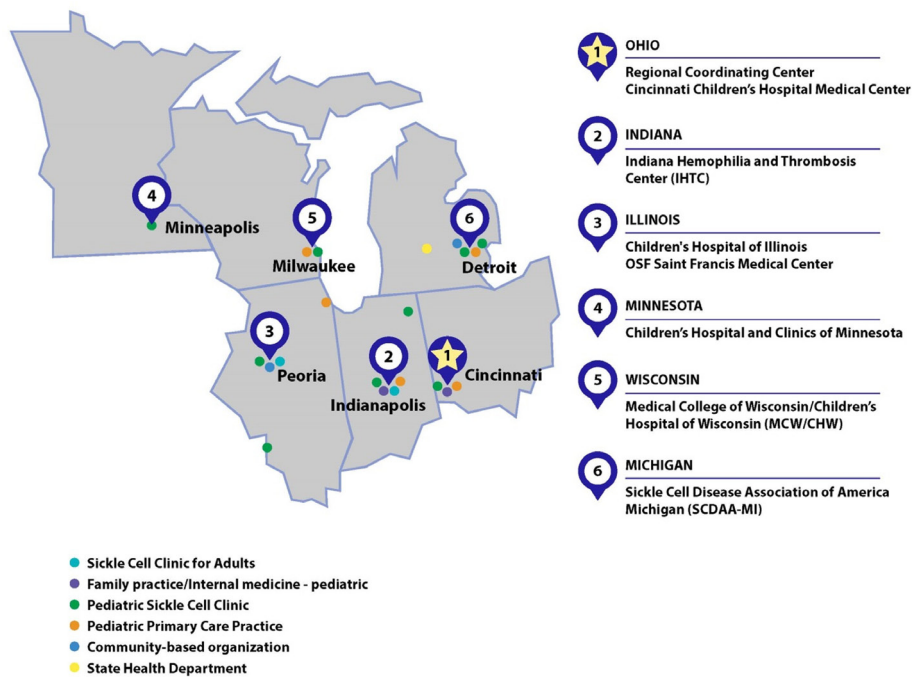 4
Minneapolis
5
Milwaukee
6
Detroit
3
Peoria
2
Indianapolis
1
Cincinnati
1
OHIO
Regional Coordinating Center
Cincinnati Children's Hospital Medical Center
2
INDIANA
Indiana Hemophilia and Thrombosis
Center (IHTC)
3
ILLINOIS
Children's Hospital of Illinois
OSF Saint Francis Medical Center
4
MINNESOTA
Children's Hospital and Clinics of Minnesota
5
WISCONSIN
Medical College of Wisconsin/Children's
Hospital of Wisconsin (MCW/CHW)
6
MICHIGAN
Sickle Cell Disease Association of America
Michigan (SCDAA-MI)
Sickle Cell Clinic for Adults
Family practice/Internal medicine - pediatric
Pediatric Sickle Cell Clinic
Pediatric Primary Care Practice
Community-based organization
State Health Department